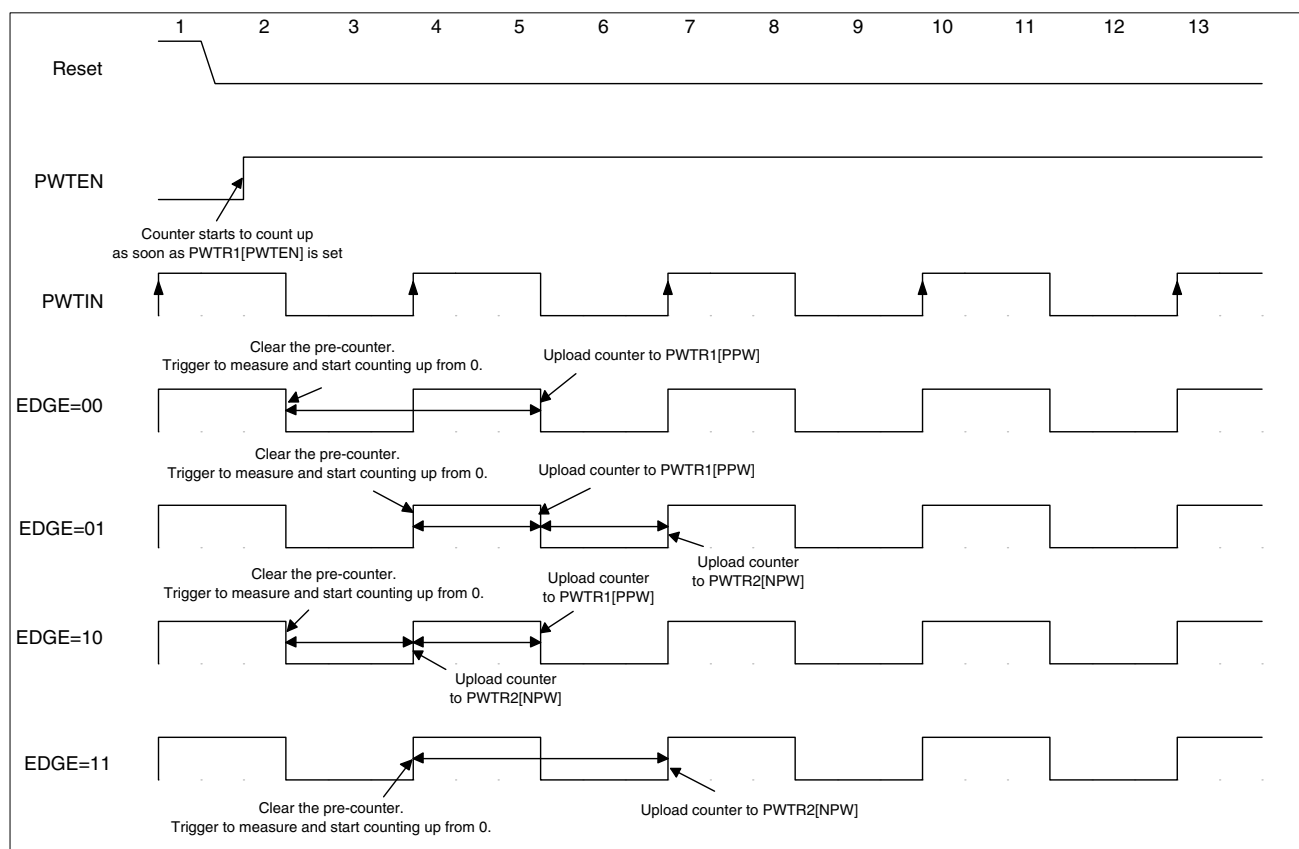 1 2 3 4 5 6 7 8 9 10 11 12 13
Reset
PWTEN
Counter starts to count up
as soon as PWTR1[PWTEN] is set
PWTIN
Clear the pre-counter.
Trigger to measure and start counting up from 0.
Upload counter to PWTR1[PPW]
EDGE=00
Clear the pre-counter.
Trigger to measure and start counting up from 0.
Upload counter to PWTR1[PPW]
EDGE=01
Upload counter
to PWTR2[NPW]
Clear the pre-counter.
Trigger to measure and start counting up from 0.
Upload counter
to PWTR1[PPW]
EDGE=10
Upload counter
to PWTR2[NPW]
EDGE=11
Clear the pre-counter.
Trigger to measure and start counting up from 0.
Upload counter to PWTR2[NPW]